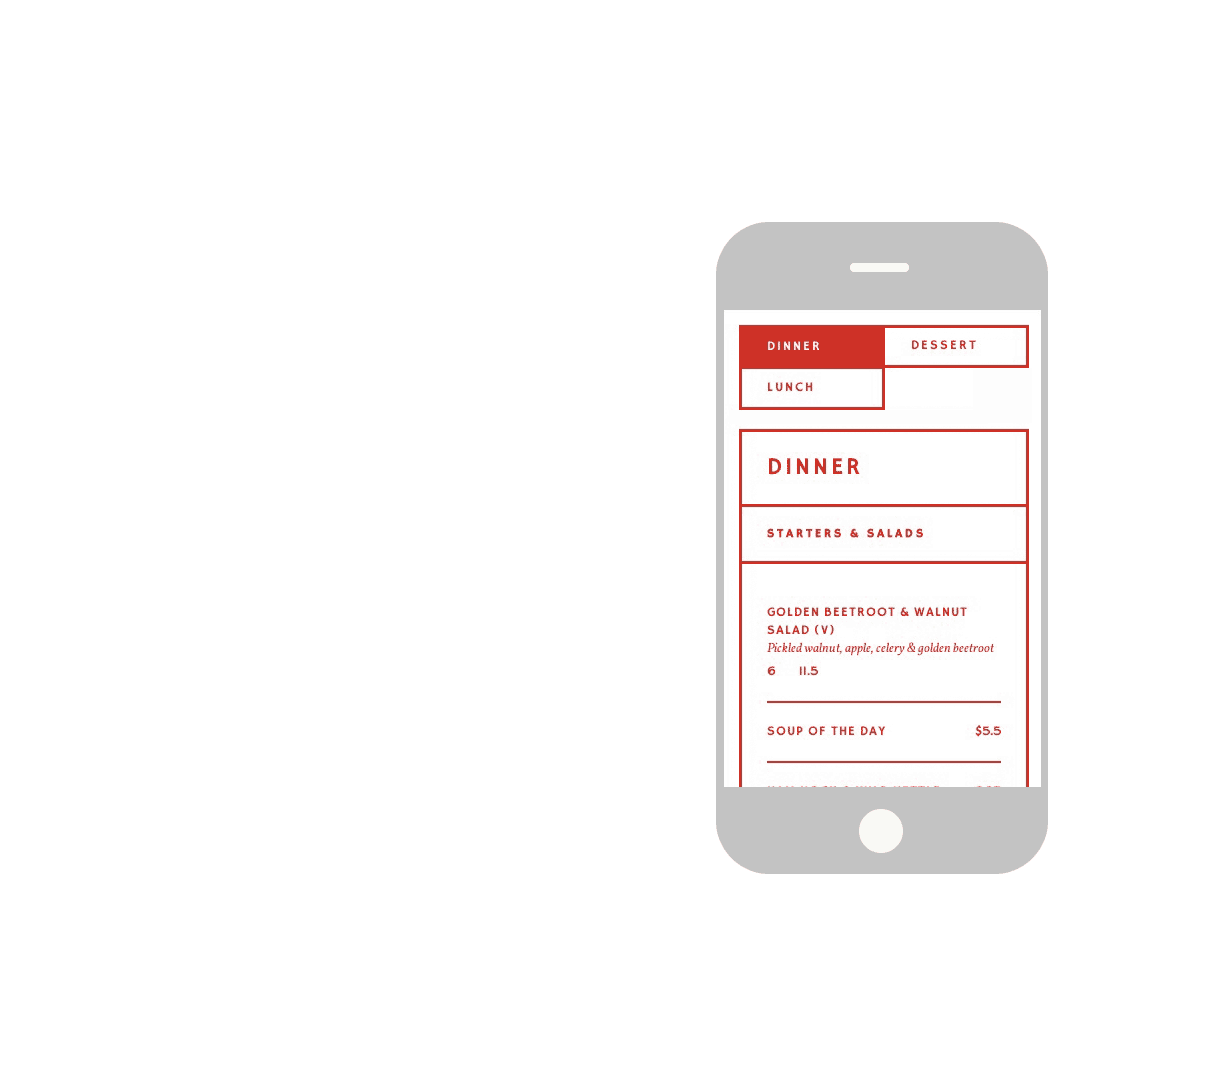 DINNER DESSERT
LUNCH
DINNER
STARTERS & SALADS
GOLDEN BEETROOT & WALNUT
SALAD (V)
Pickled walnut, apple, celery & golden beetroot
6 11.5
SOUP OF THE DAY $5.5